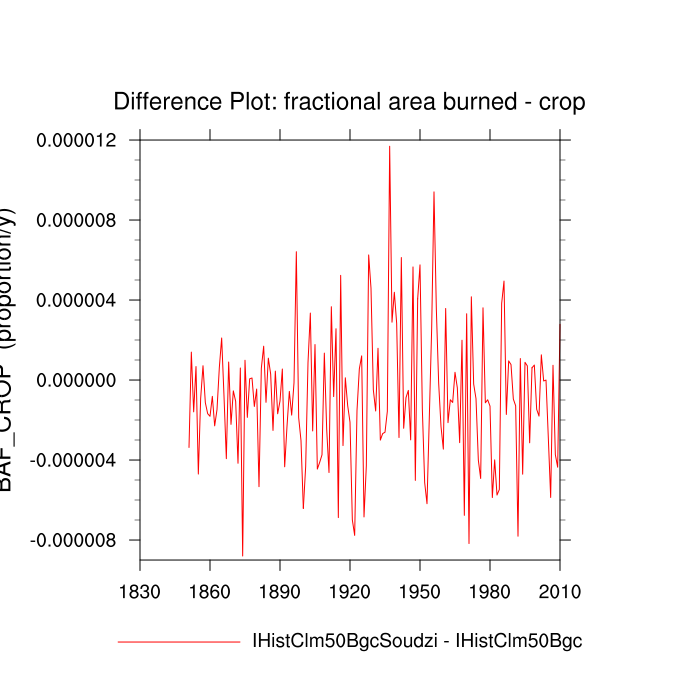 Difference Plot: fractional area burned - crop
BAF_CROP (proportion/y)
0.000012
0.000008
0.000004
0.000000
-0.000004
-0.000008
1830 1860 1890 1920 1950 1980 2010
IHistClm50BgcSoudzi - IHistClm50Bgc